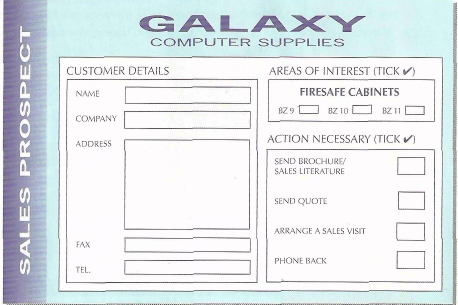 SALES PROSPECT
GALAXY
COMPUTER SUPPLIES
CUSTOMER DETAILS
NAME
COMPANY
ADDRESS
FAX
TEL.
AREAS OF INTEREST (TICK ✔)
FIRESAFE CABINETS
BZ 9 BZ 10 BZ 11
ACTION NECESSARY (TICK ✔)
SEND BROCHURE/
SALES LITERATURE
SEND QUOTE
ARRANGE A SALES VISIT
PHONE BACK